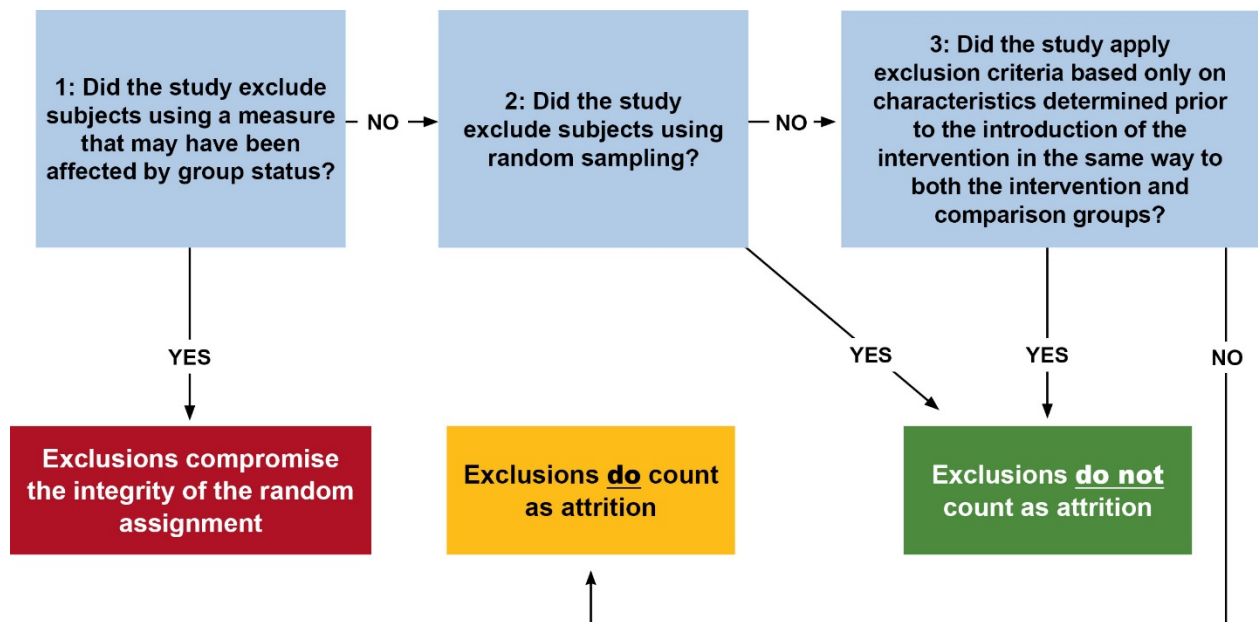 1: Did the study exclude
subjects using a measure
that may have been
affected by group status?
NO
2: Did the study
exclude subjects using
random sampling?
NO
3: Did the study apply
exclusion criteria based only on
characteristics determined prior
to the introduction of the
intervention in the same way to
both the intervention and
comparison groups?
YES
YES
YES
NO
Exclusions compromise
the integrity of the random
assignment
Exclusions do count
as attrition
Exclusions do not
count as attrition